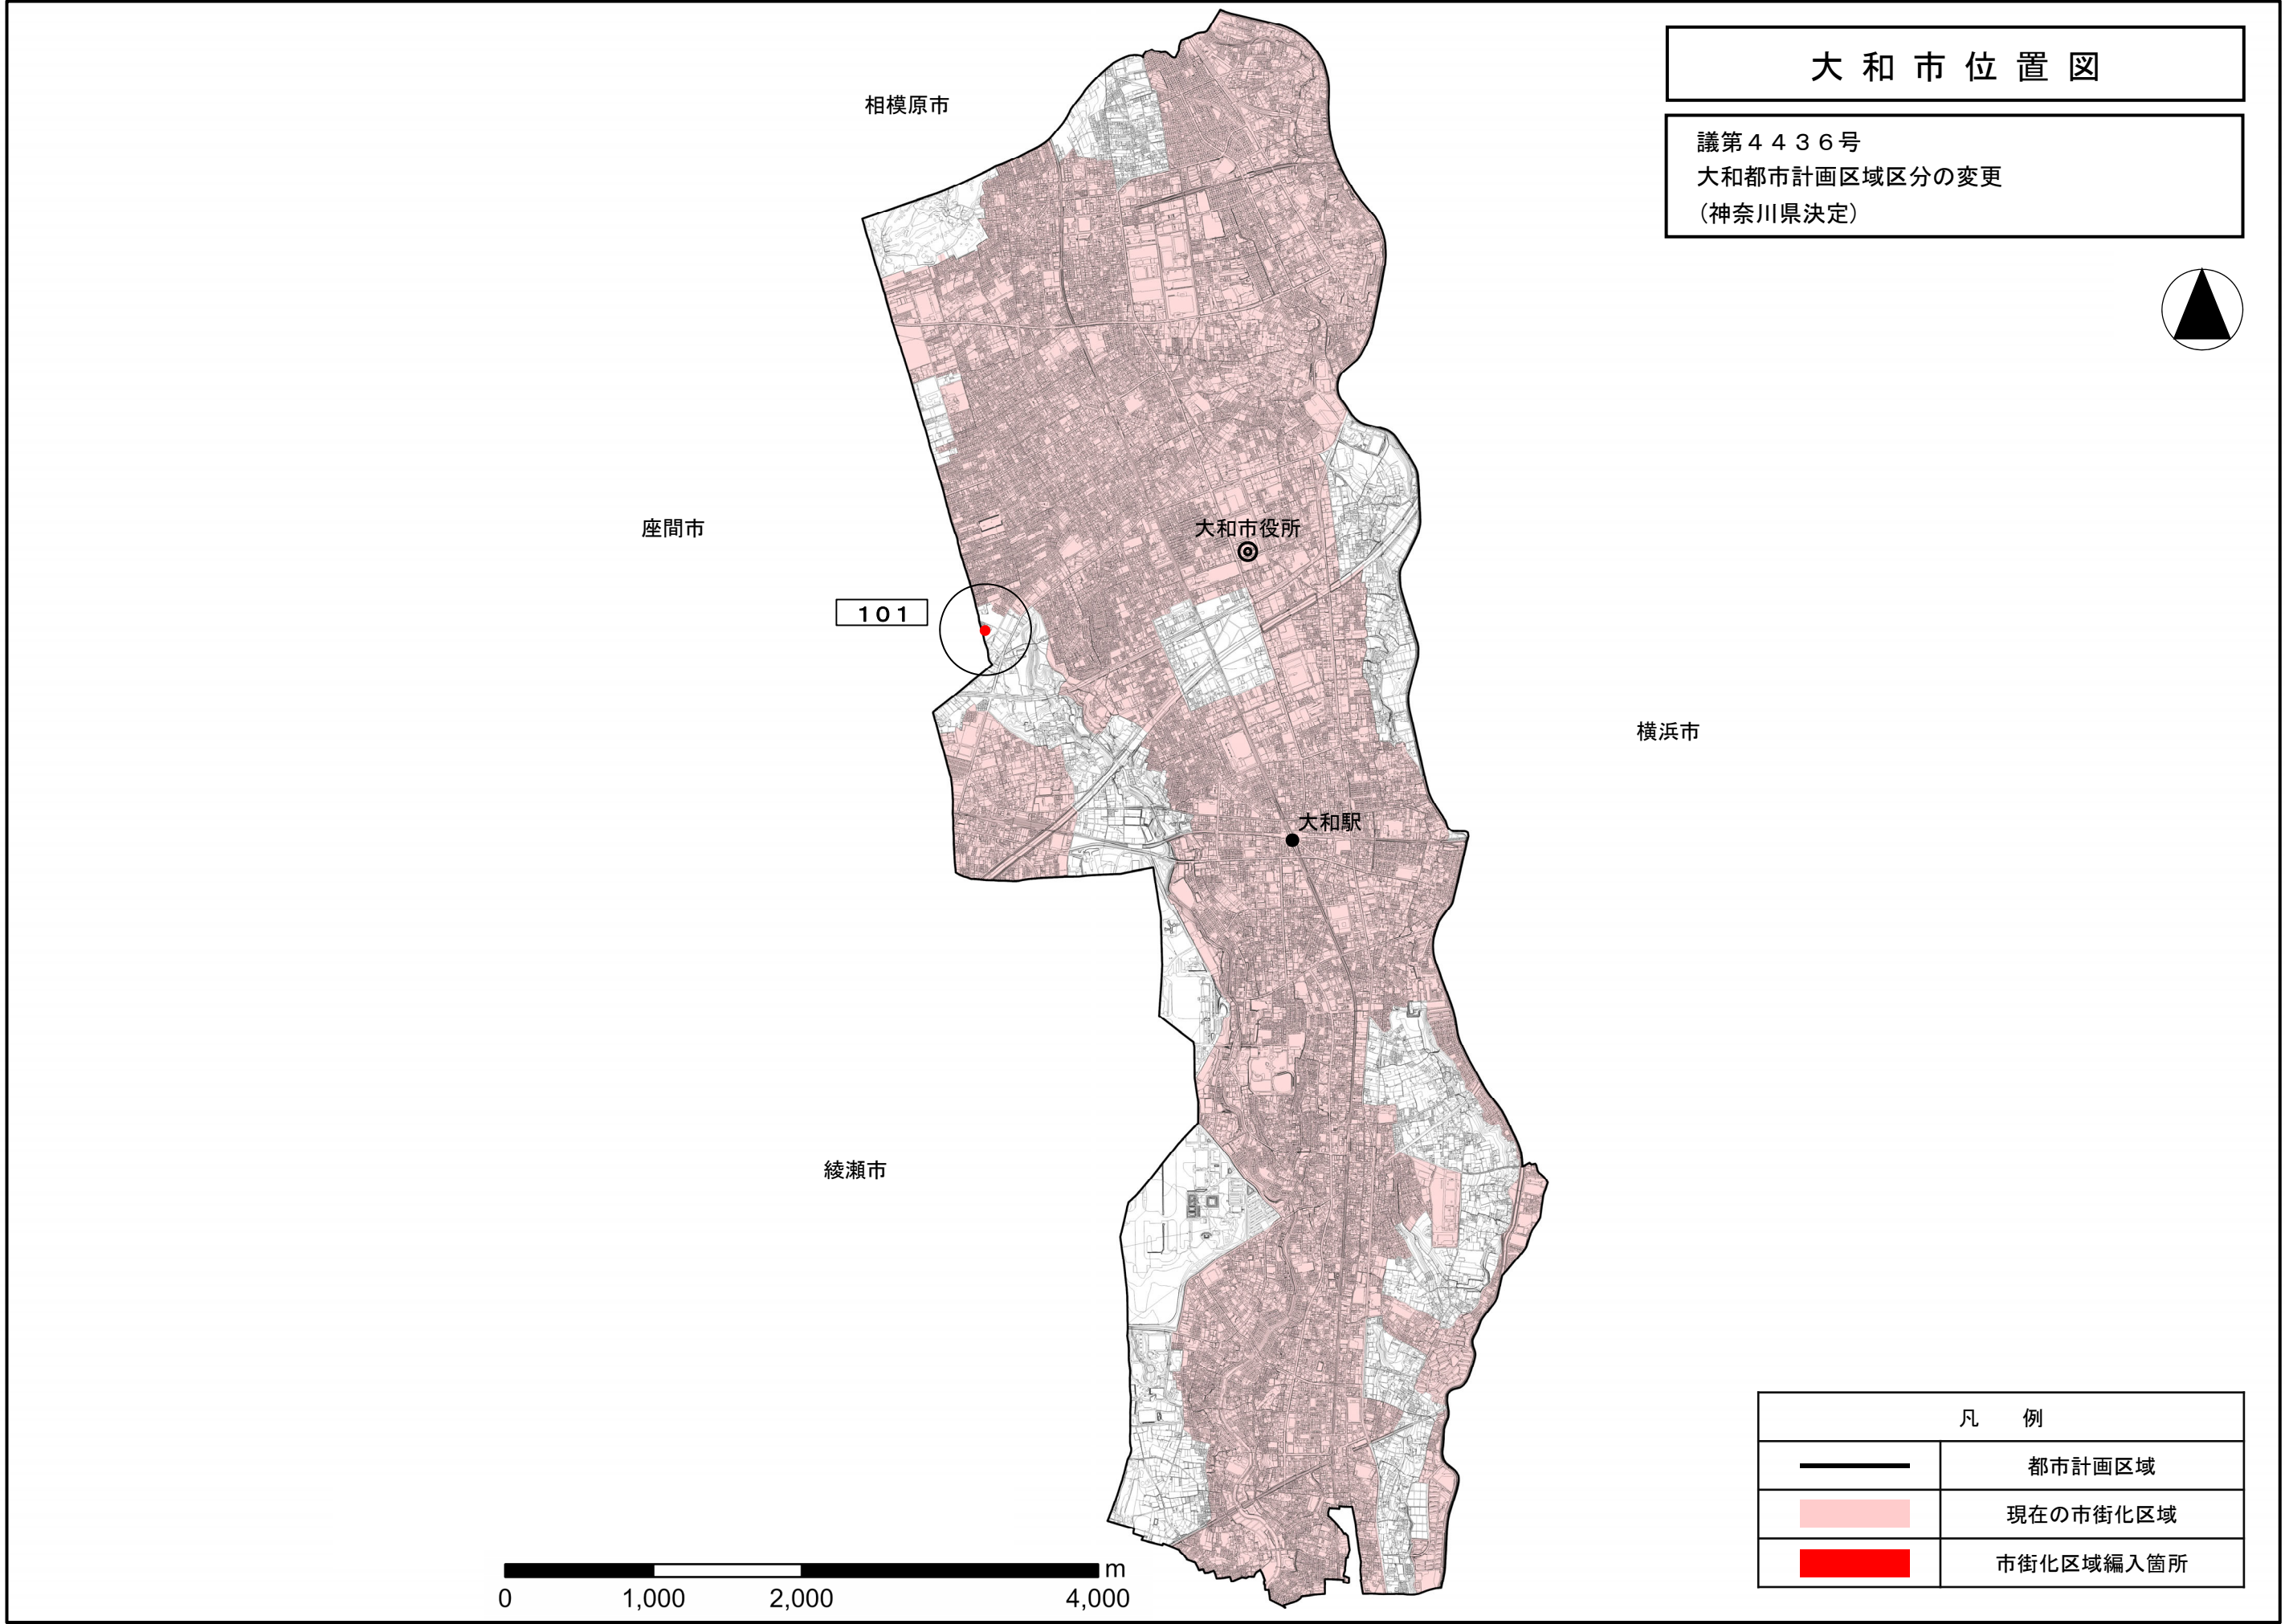 大和市位置図
議第４４３６号
大和都市計画区域区分の変更
（神奈川県決定）
相模原市
座間市
大和市役所
１０１
横浜市
大和駅
綾瀬市
凡　例
都市計画区域
現在の市街化区域
市街化区域編入箇所
m
0 1,000 2,000 4,000